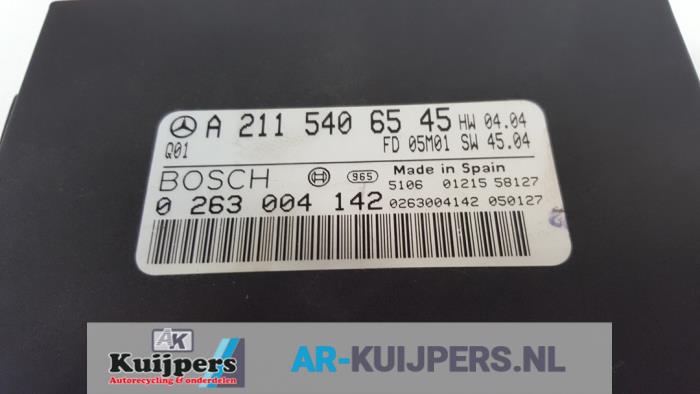 A 211 540 65 45 HW 04.04
Q01 FD 05M01 SW 45.04
BOSCH 965 Made in Spain
5106 01215 58127
0 263 004 142 0263004142 050127
AK
Kuijpers
Autorecycling & onderdelen
AR-KUIJPERS.NL